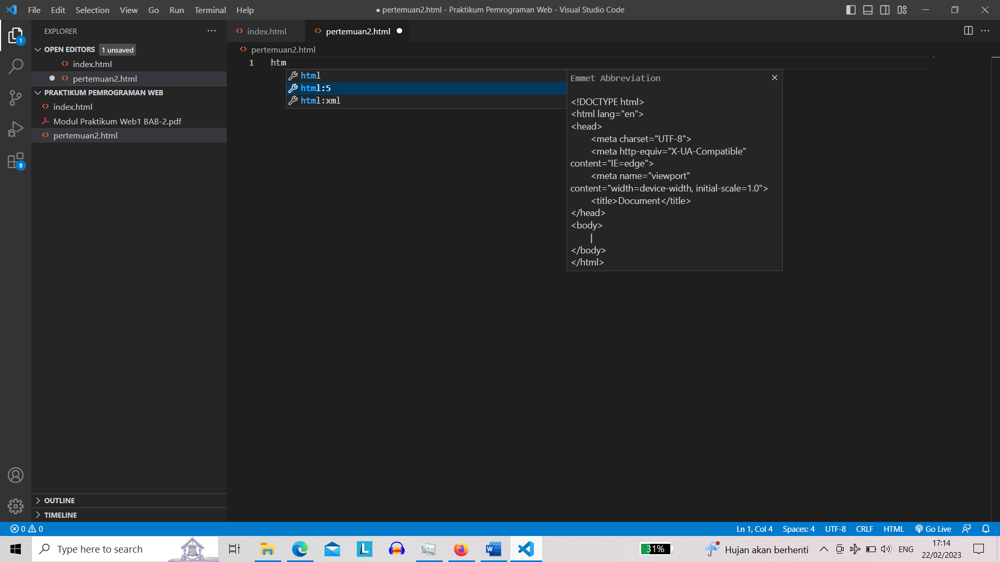 File Edit Selection View Go Run Terminal Help
● pertemuan2.html - Praktikum Pemrograman Web - Visual Studio Code
EXPLORER
1
OPEN EDITORS 1 unsaved
index.html
pertemuan2.html
PRAKTIKUM PEMROGRAMAN WEB
index.html
Modul Praktikum Web1 BAB-2.pdf
pertemuan2.html
8
OUTLINE
TIMELINE
index.html
pertemuan2.html
pertemuan2.html
1 htm
html
html:5
html:xml
Emmet Abbreviation
<!DOCTYPE html>
<html lang="en">
<head>
<meta charset="UTF-8">
<meta http-equiv="X-UA-Compatible"
content="IE=edge">
<meta name="viewport"
content="width=device-width, initial-scale=1.0">
<title>Document</title>
</head>
<body>
|
</body>
</html>
0 0
Ln 1, Col 4 Spaces: 4 UTF-8 CRLF HTML Go Live
Type here to search
L
W
31%
Hujan akan berhenti
ENG
17:14
22/02/2023